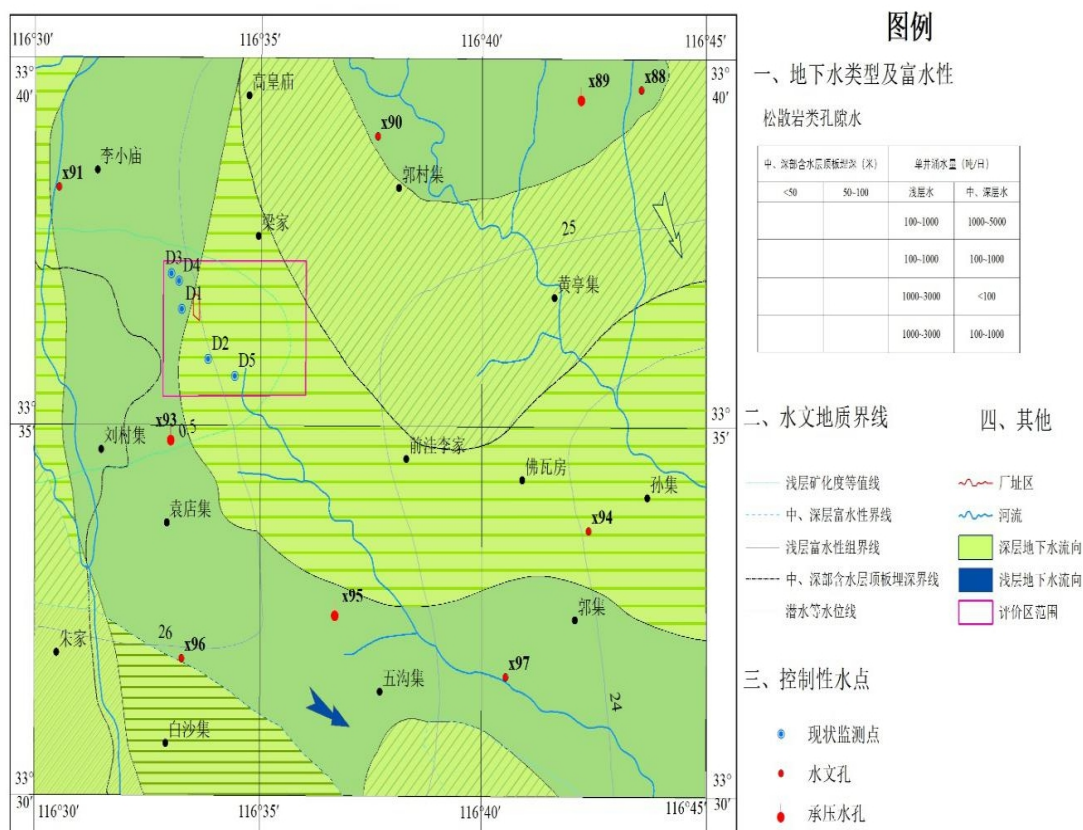 116°30′ 116°35′ 116°40′ 116°45′
33°
40′
33°
40′
高皇庙
x89
x88
x90
李小庙
x91
郭村集
梁家
25
D3
D4
D1
黄亭集
D2
D5
33°
35′
33°
35′
x93
0.5
刘村集
前洼李家
佛瓦房
孙集
袁店集
x94
x95
郭集
朱家
26
x96
x97
五沟集
24
白沙集
33°
30′
33°
30′
116°30′ 116°35′ 116°40′ 116°45′
图例
一、地下水类型及富水性
松散岩类孔隙水
中、深部含水层顶板埋深（米） 单井涌水量（吨/日）
<50 50~100 浅层水 中、深层水
100~1000 1000~5000
100~1000 100~1000
1000~3000 <100
1000~3000 100~1000
二、水文地质界线
浅层矿化度等值线
中、深层富水性界线
浅层富水性组界线
中、深部含水层顶板埋深界线
潜水等水位线
四、其他
厂址区
河流
深层地下水流向
浅层地下水流向
评价区范围
三、控制性水点
现状监测点
水文孔
承压水孔